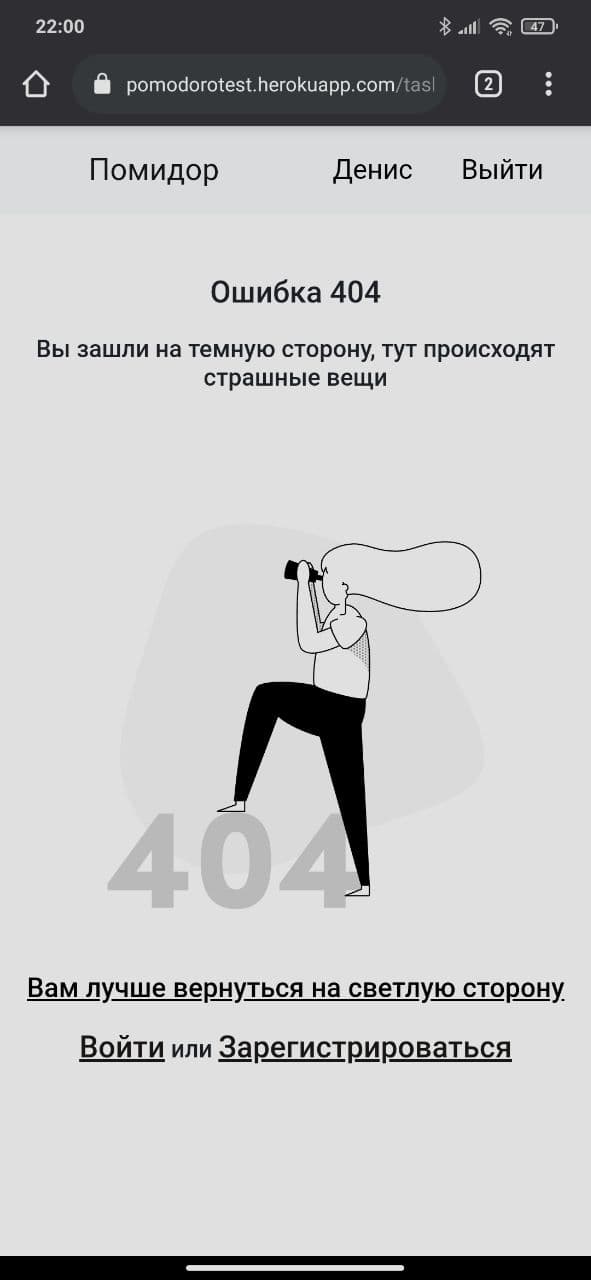 22:00
47
pomodorotest.herokuapp.com/tasl
2
Помидор Денис Выйти
Ошибка 404
Вы зашли на темную сторону, тут происходят
страшные вещи
404
Вам лучше вернуться на светлую сторону
Войти или Зарегистрироваться